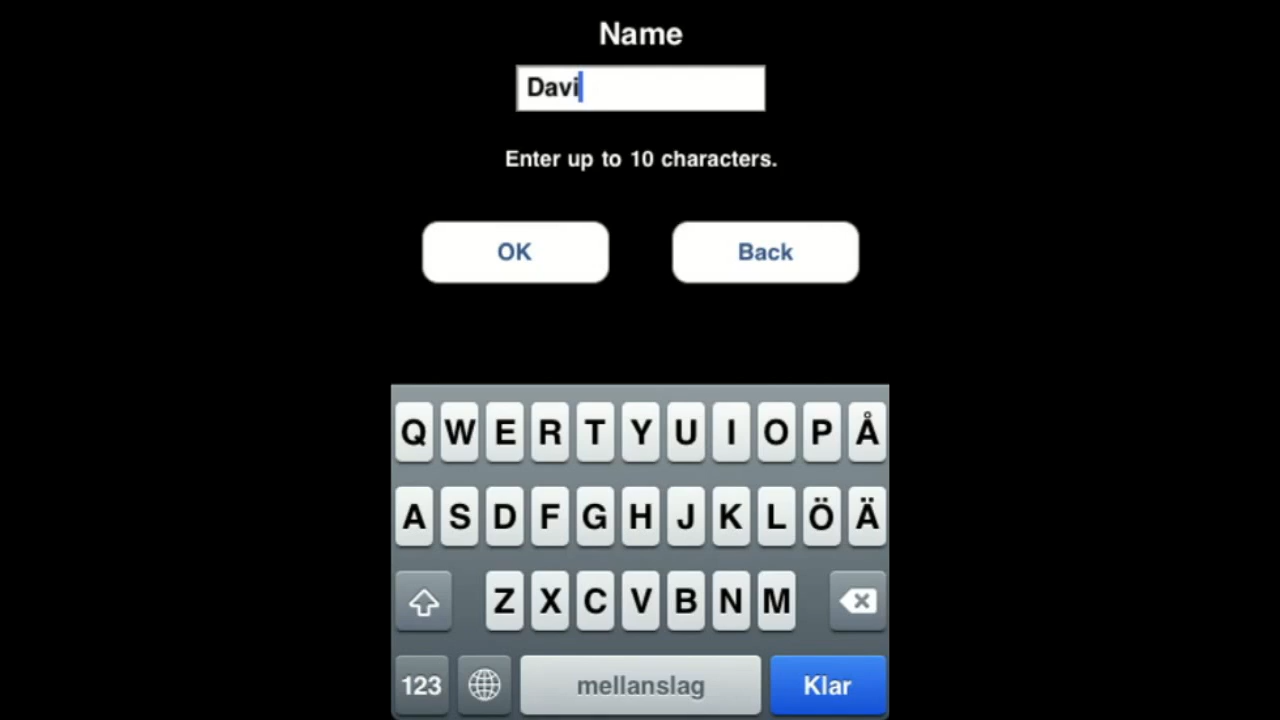 Name
Davi
Enter up to 10 characters.
OK Back
Q W E R T Y U I O P Å
A S D F G H J K L Ö Ä
Z X C V B N M
123 mellanslag Klar